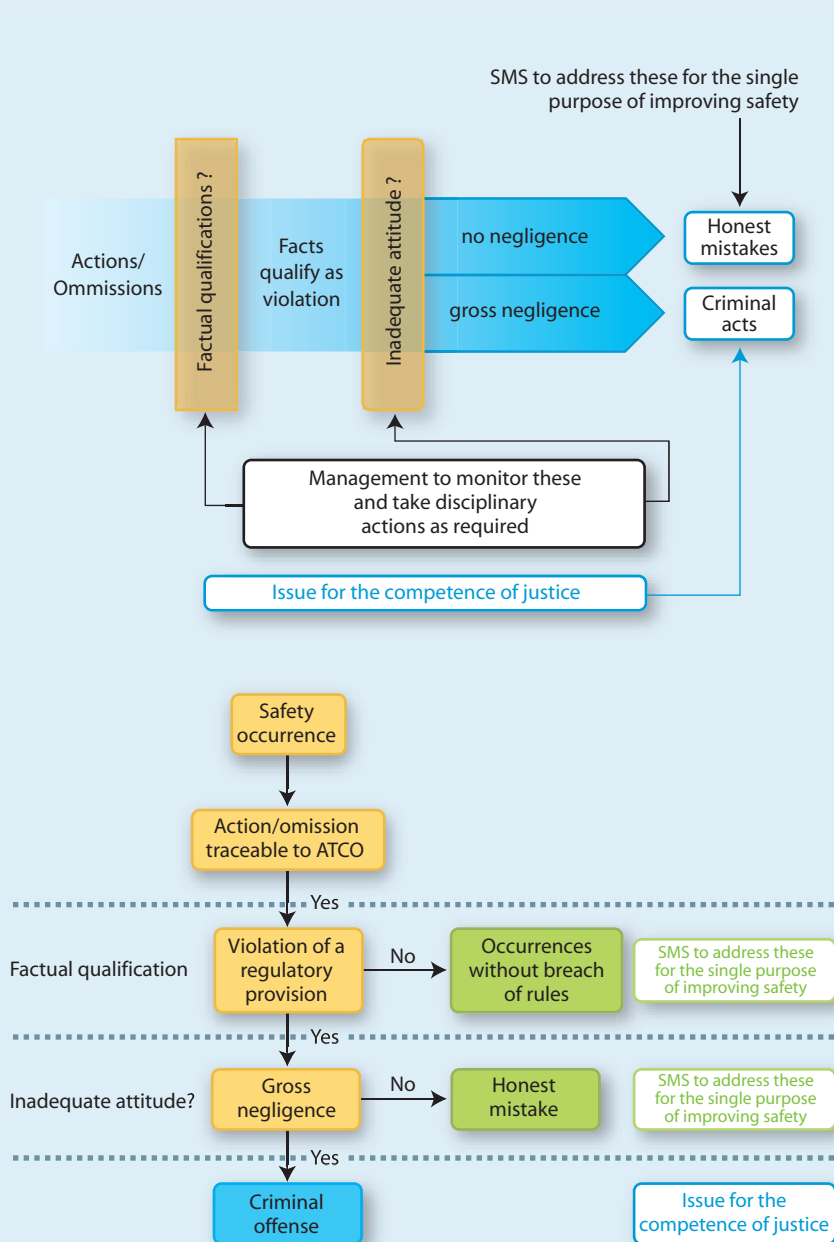 SMS to address these for the single
purpose of improving safety
Actions/
Ommissions
Factual qualifications ?
Facts
qualify as
violation
Inadequate attitude ?
no negligence
gross negligence
Honest
mistakes
Criminal
acts
Management to monitor these
and take disciplinary
actions as required
Issue for the competence of justice
Safety
occurrence
Action/omission
traceable to ATCO
Yes
Factual qualification
Violation of a
regulatory
provision
No
Occurrences
without breach
of rules
SMS to address these
for the single purpose
of improving safety
Yes
Inadequate attitude?
Gross
negligence
No
Honest
mistake
SMS to address these
for the single purpose
of improving safety
Yes
Criminal
offense
Issue for the
competence of justice